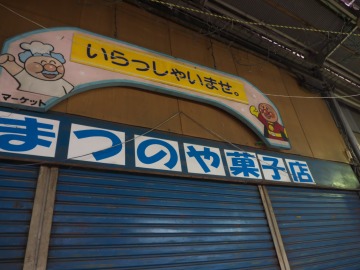 いらっしゃいませ。
マーケット
まつのや菓子店